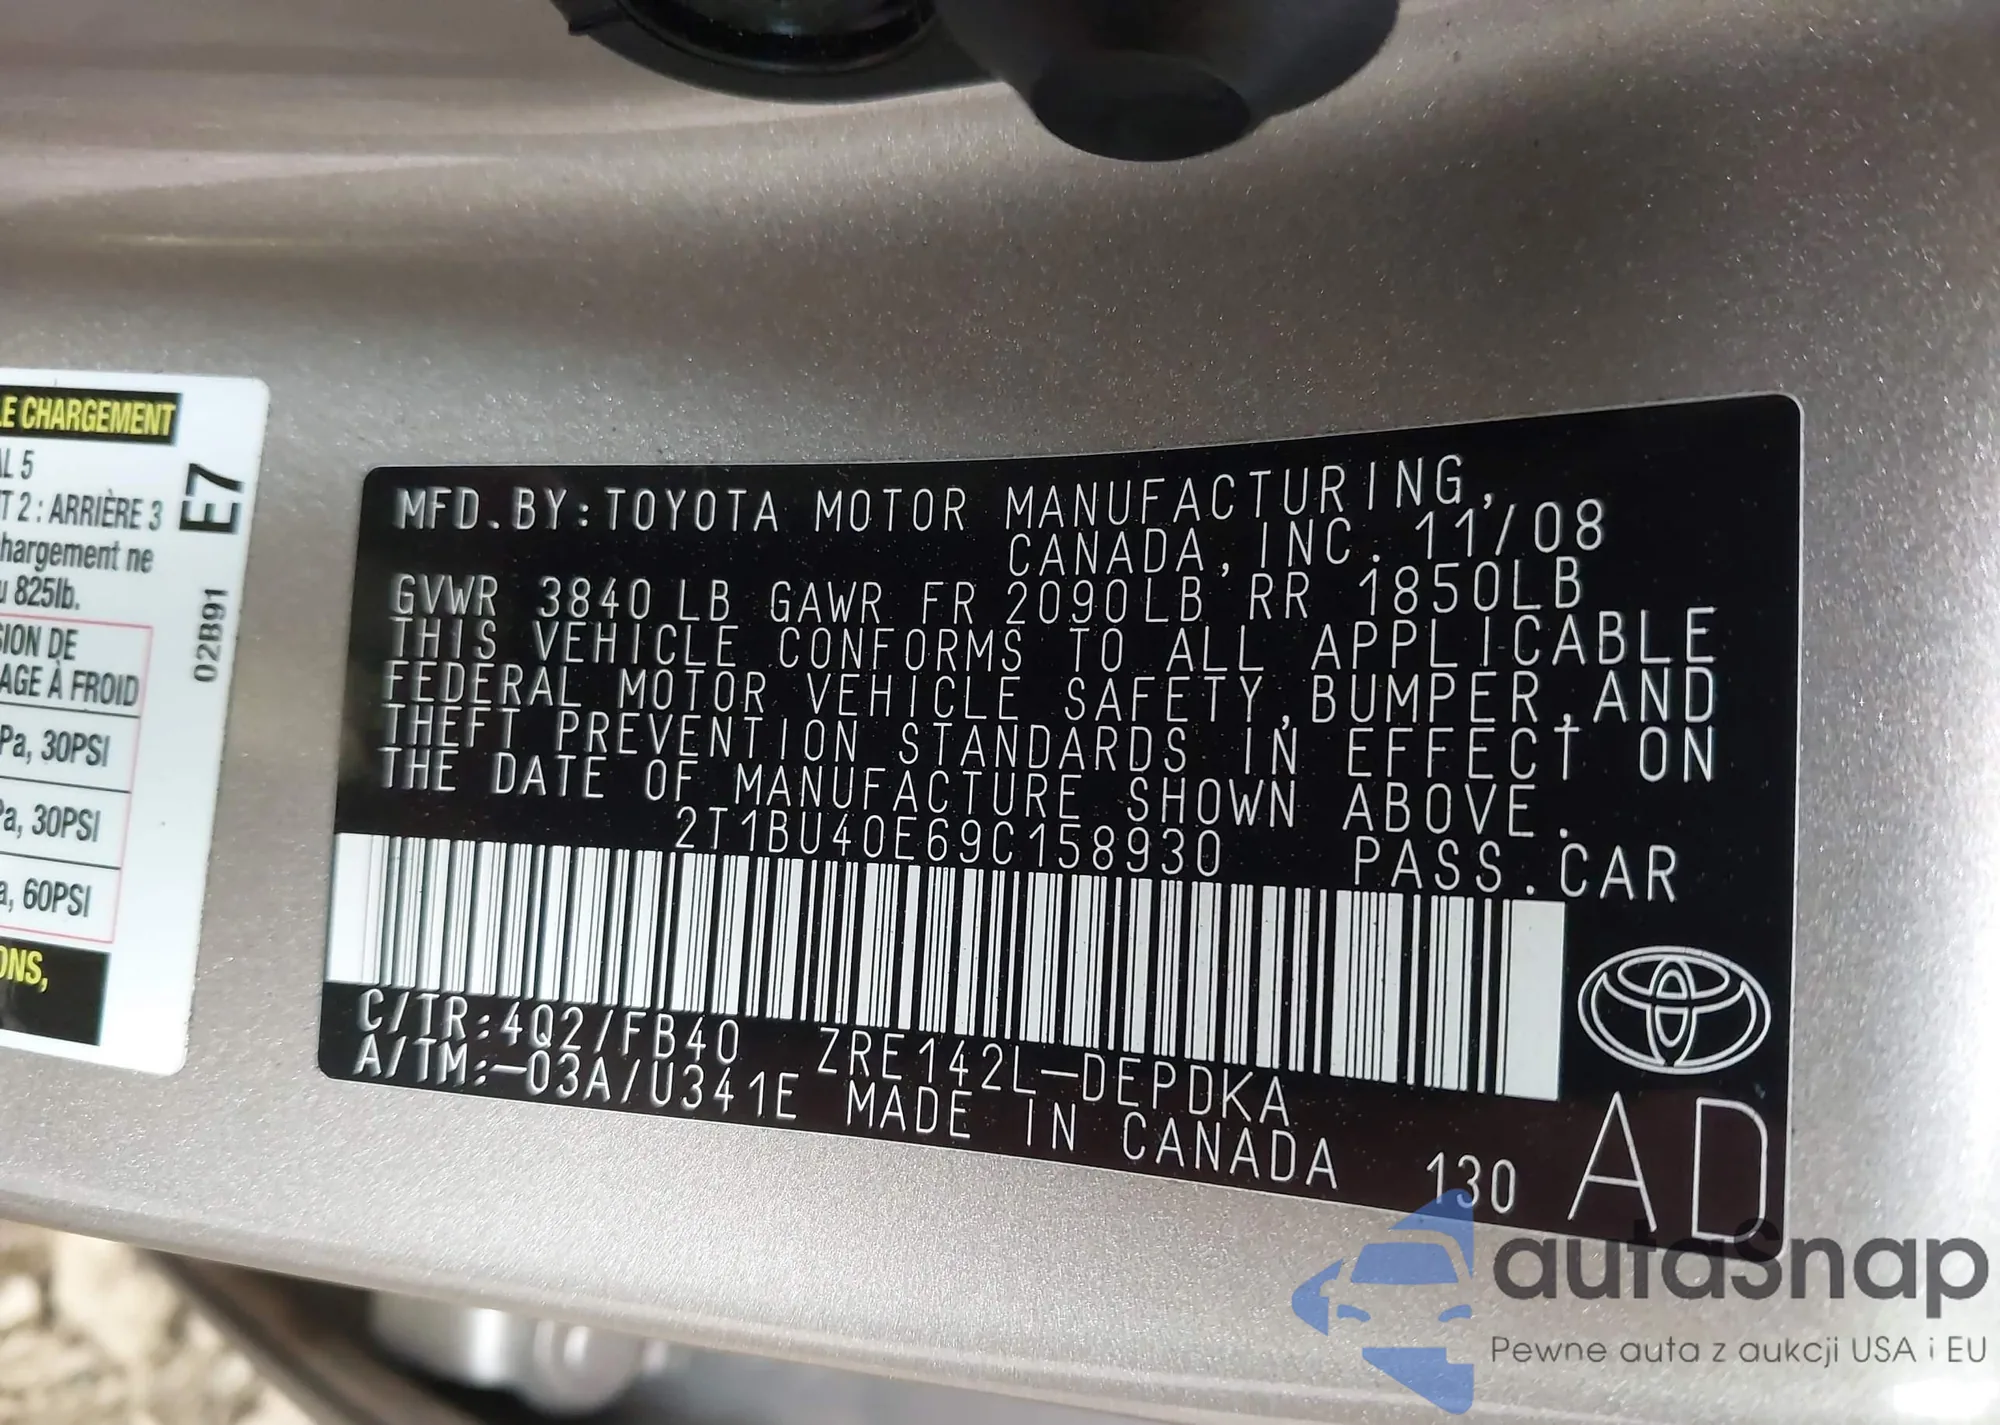 LE CHARGEMENT
AL 5
T 2 : ARRIÈRE 3
hargement ne
u 825lb.
SION DE
AGE À FROID
Pa, 30PSI
Pa, 30PSI
a, 60PSI
ONS,
E7
02B91
MFD. BY: TOYOTA MOTOR MANUFACTURING,
CANADA, INC. 11/08
GVWR 3840 LB GAWR FR 2090LB RR 1850LB
THIS VEHICLE CONFORMS TO ALL APPLICABLE
FEDERAL MOTOR VEHICLE SAFETY, BUMPER, AND
THEFT PREVENTION STANDARDS IN EFFECT ON
THE DATE OF MANUFACTURE SHOWN ABOVE.
2T1BU40E69C158930 PASS. CAR
C/TR: 4Q2/FB40 ZRE142L-DEPDKA
A/TM: -03A/U341E MADE IN CANADA 130
AD
autaSnap
Pewne auta z aukcji USA i EU